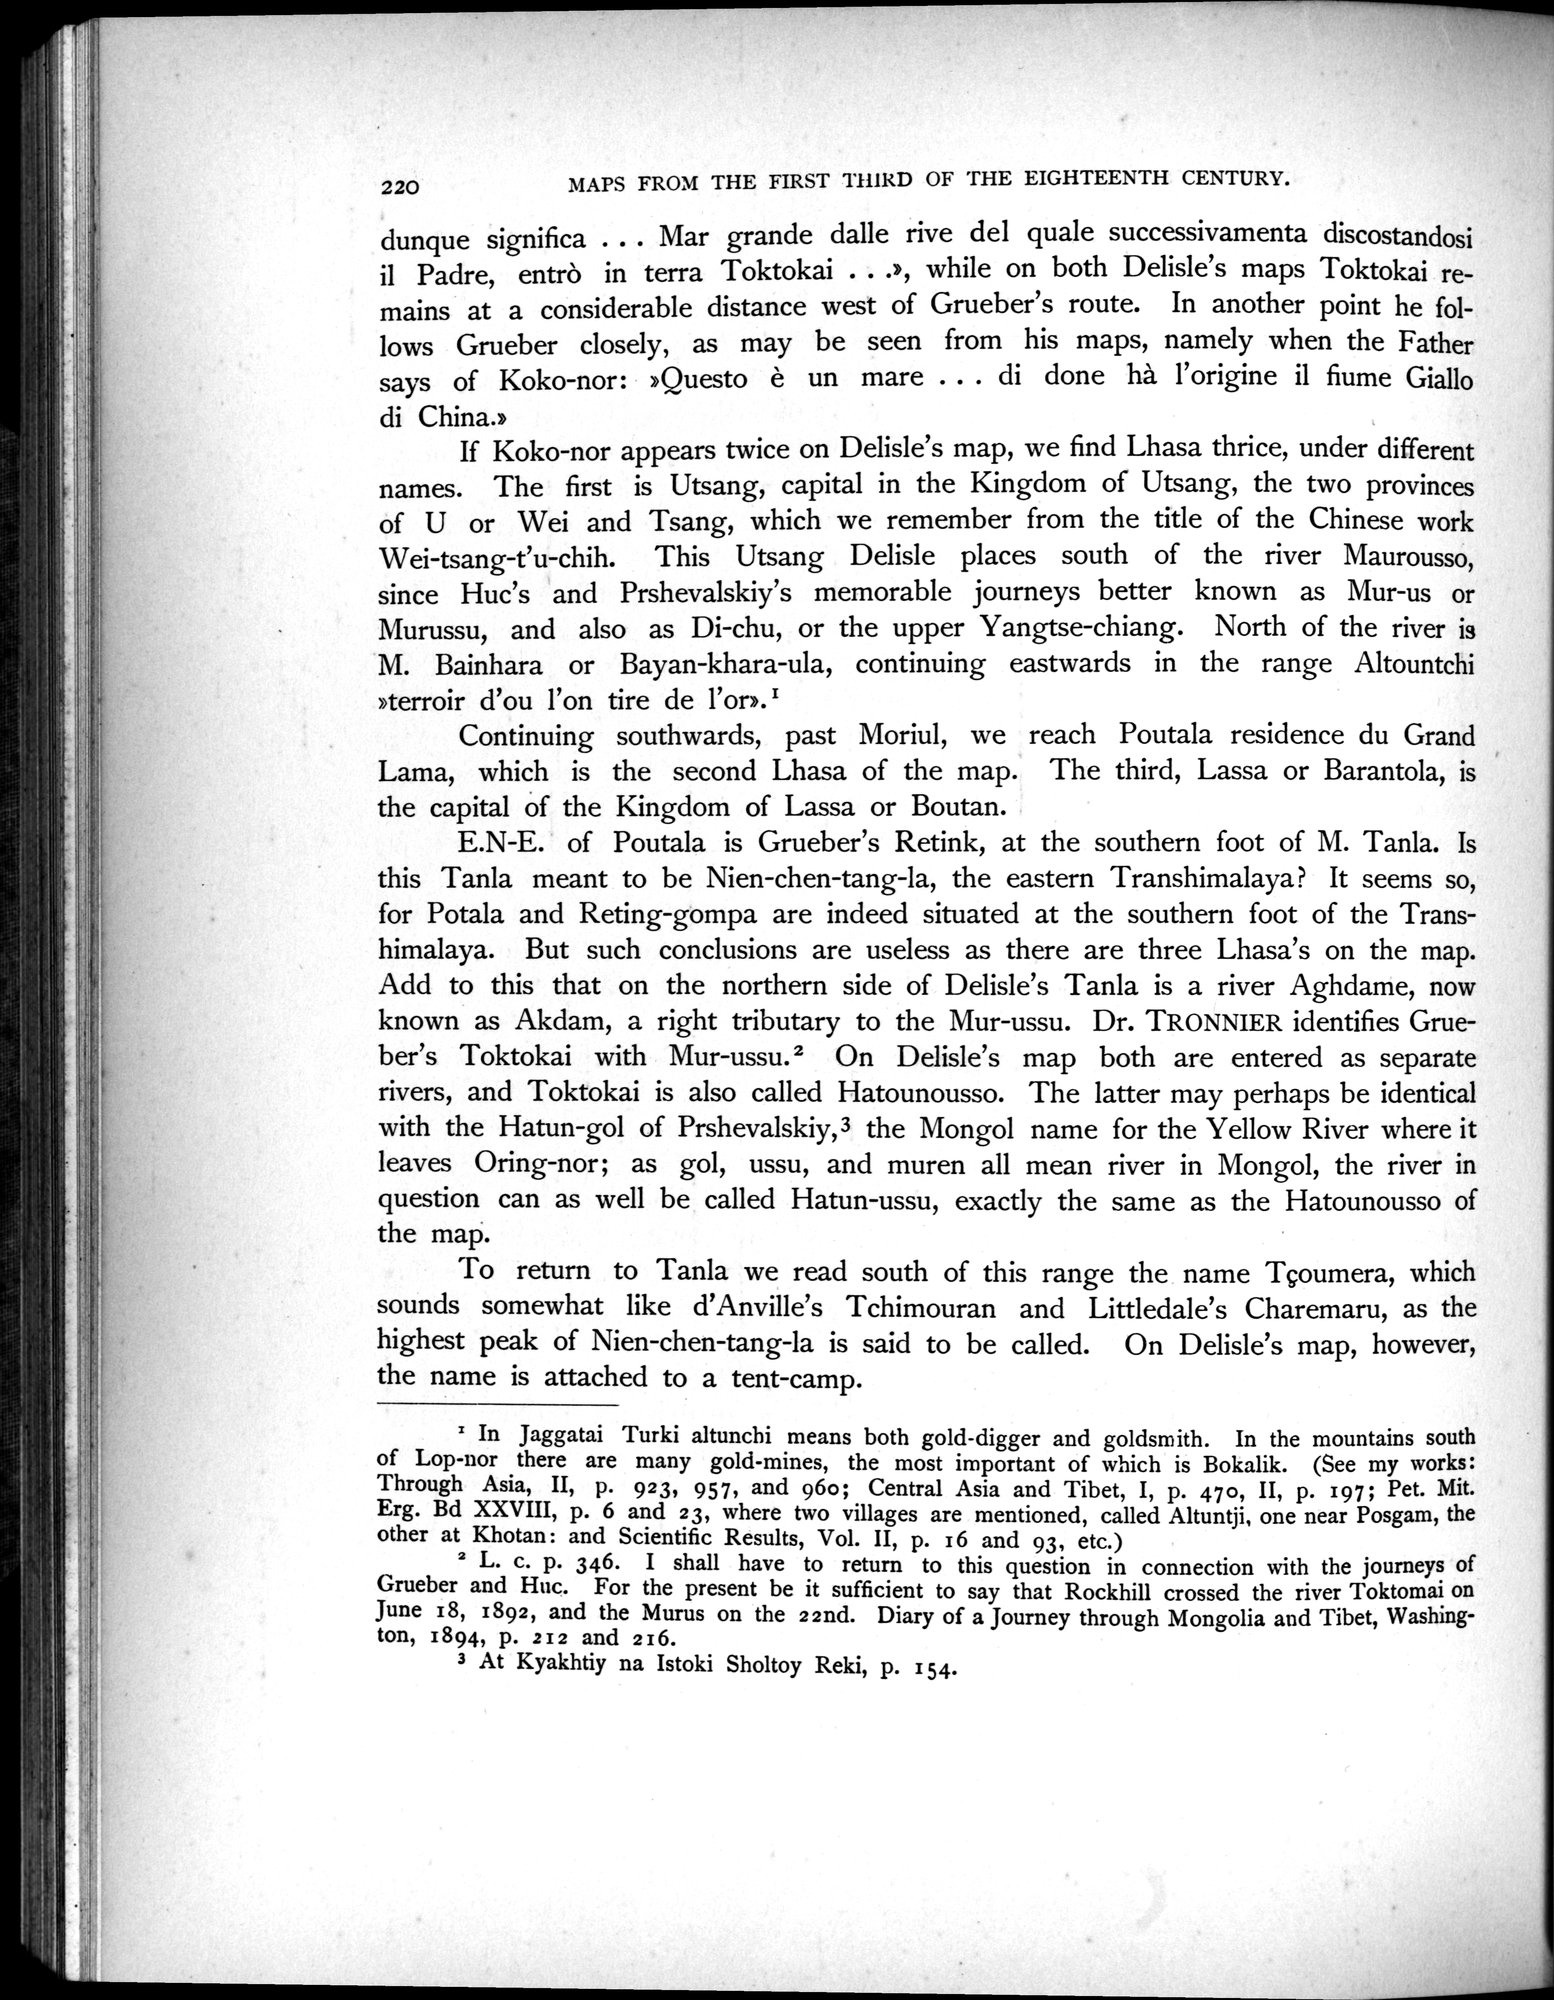 220 MAPS FROM THE FIRST THIRD OF THE EIGHTEENTH CENTURY.
dunque significa . . . Mar grande dalle rive del quale successivamenta discostandosi
il Padre, entrò in terra Toktokai . . .», while on both Delisle's maps Toktokai re-
mains at a considerable distance west of Grueber's route. In another point he fol-
lows Grueber closely, as may be seen from his maps, namely when the Father
says of Koko-nor: »Questo è un mare . . . di done hà l'origine il fiume Giallo
di China.»
If Koko-nor appears twice on Delisle's map, we find Lhasa thrice, under different
names. The first is Utsang, capital in the Kingdom of Utsang, the two provinces
of U or Wei and Tsang, which we remember from the title of the Chinese work
Wei-tsang-t'u-chih. This Utsang Delisle places south of the river Maurousso,
since Huc's and Prshevalskiy's memorable journeys better known as Mur-us or
Murussu, and also as Di-chu, or the upper Yangtse-chiang. North of the river is
M. Bainhara or Bayan-khara-ula, continuing eastwards in the range Altountchi
»terroir d'ou l'on tire de l'or».¹
Continuing southwards, past Moriul, we reach Poutala residence du Grand
Lama, which is the second Lhasa of the map. The third, Lassa or Barantola, is
the capital of the Kingdom of Lassa or Boutan.
E.N-E. of Poutala is Grueber's Retink, at the southern foot of M. Tanla. Is
this Tanla meant to be Nien-chen-tang-la, the eastern Transhimalaya? It seems so,
for Potala and Reting-gompa are indeed situated at the southern foot of the Trans-
himalaya. But such conclusions are useless as there are three Lhasa's on the map.
Add to this that on the northern side of Delisle's Tanla is a river Aghdame, now
known as Akdam, a right tributary to the Mur-ussu. Dr. TRONNIER identifies Grue-
ber's Toktokai with Mur-ussu.² On Delisle's map both are entered as separate
rivers, and Toktokai is also called Hatounousso. The latter may perhaps be identical
with the Hatun-gol of Prshevalskiy,³ the Mongol name for the Yellow River where it
leaves Oring-nor; as gol, ussu, and muren all mean river in Mongol, the river in
question can as well be called Hatun-ussu, exactly the same as the Hatounousso of
the map.
To return to Tanla we read south of this range the name Tçoumera, which
sounds somewhat like d'Anville's Tchimouran and Littledale's Charemaru, as the
highest peak of Nien-chen-tang-la is said to be called. On Delisle's map, however,
the name is attached to a tent-camp.
¹ In Jaggatai Turki altunchi means both gold-digger and goldsmith. In the mountains south
of Lop-nor there are many gold-mines, the most important of which is Bokalik. (See my works:
Through Asia, II, p. 923, 957, and 960; Central Asia and Tibet, I, p. 470, II, p. 197; Pet. Mit.
Erg. Bd XXVIII, p. 6 and 23, where two villages are mentioned, called Altuntji, one near Posgam, the
other at Khotan: and Scientific Results, Vol. II, p. 16 and 93, etc.)
² L. c. p. 346. I shall have to return to this question in connection with the journeys of
Grueber and Huc. For the present be it sufficient to say that Rockhill crossed the river Toktomai on
June 18, 1892, and the Murus on the 22nd. Diary of a Journey through Mongolia and Tibet, Washing-
ton, 1894, p. 212 and 216.
³ At Kyakhtiy na Istoki Sholtoy Reki, p. 154.